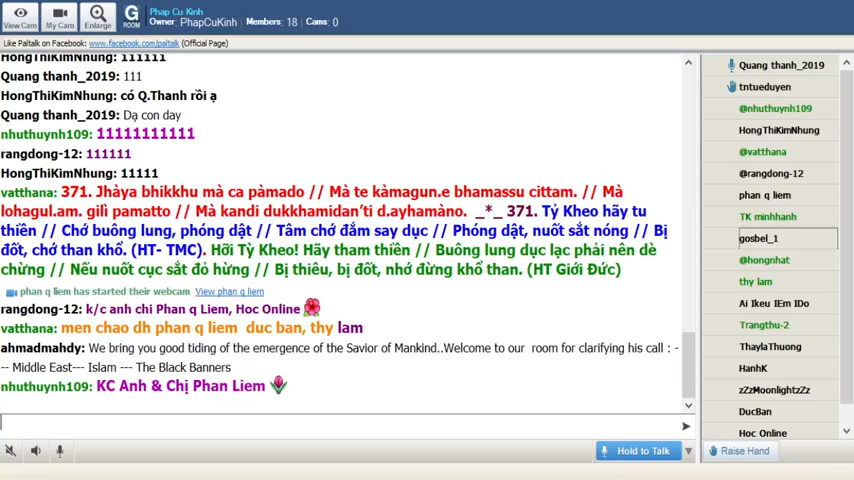 View Cam
My Cam
Enlarge
G
ROOM
Phap Cu Kinh
Owner: PhapCuKinh | Members: 18 | Cams: 0
Like Paltalk on Facebook: www.facebook.com/paltalk (Official Page)
HongThiKimNhung: 111111
Quang thanh_2019: 111
HongThiKimNhung: có Q.Thanh rồi ạ
Quang thanh_2019: Dạ con day
nhuthuynh109: 11111111111
rangdong-12: 111111
HongThiKimNhung: 11111
vatthana: 371. Jhàya bhikkhu mà ca pàmado // Mà te kàmagun.e bhamassu cittam. // Mà
lohagul.am. gilì pamatto // Mà kandi dukkhamidan'ti d.ayhamàno. _*_ 371. Tỷ Kheo hãy tu
thiền // Chớ buông lung, phóng dật // Tâm chớ đắm say dục // Phóng dật, nuốt sắt nóng // Bị
đốt, chớ than khổ. (HT- TMC). Hỡi Tỳ Kheo! Hãy tham thiền // Buông lung dục lạc phải nên dè
chừng // Nếu nuốt cục sắt đỏ hừng // Bị thiêu, bị đốt, nhớ đừng khổ than. (HT Giới Đức)
phan q liem has started their webcam View phan q liem
rangdong-12: k/c anh chi Phan q Liem, Hoc Online
vatthana: men chao dh phan q liem duc ban, thy lam
ahmadmahdy: We bring you good tiding of the emergence of the Savior of Mankind..Welcome to our room for clarifying his call : -
-- Middle East--- Islam --- The Black Banners
nhuthuynh109: KC Anh & Chị Phan Liem
Hold to Talk
Quang thanh_2019
tntueduyen
@nhuthuynh109
HongThiKimNhung
@vatthana
@rangdong-12
phan q liem
TK minhhanh
gosbel_1
@hongnhat
thy lam
Ai lkeu IEm IDo
Trangthu-2
ThaylaThuong
HanhK
zZzMoonlightzZz
DucBan
Hoc Online
Raise Hand